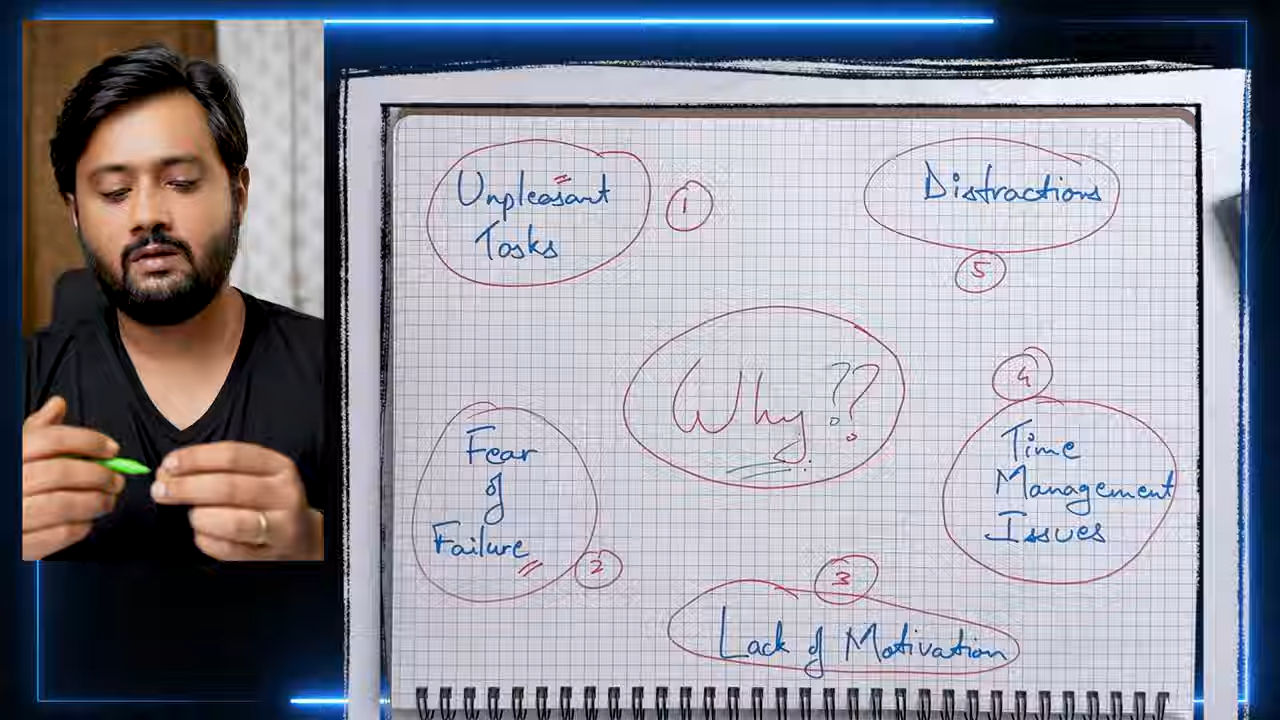 Unpleasant
Tasks
1
Distractions
5
Why??
4
Time
Management
Issues
Fear
of
Failure
2
3
Lack of Motivation